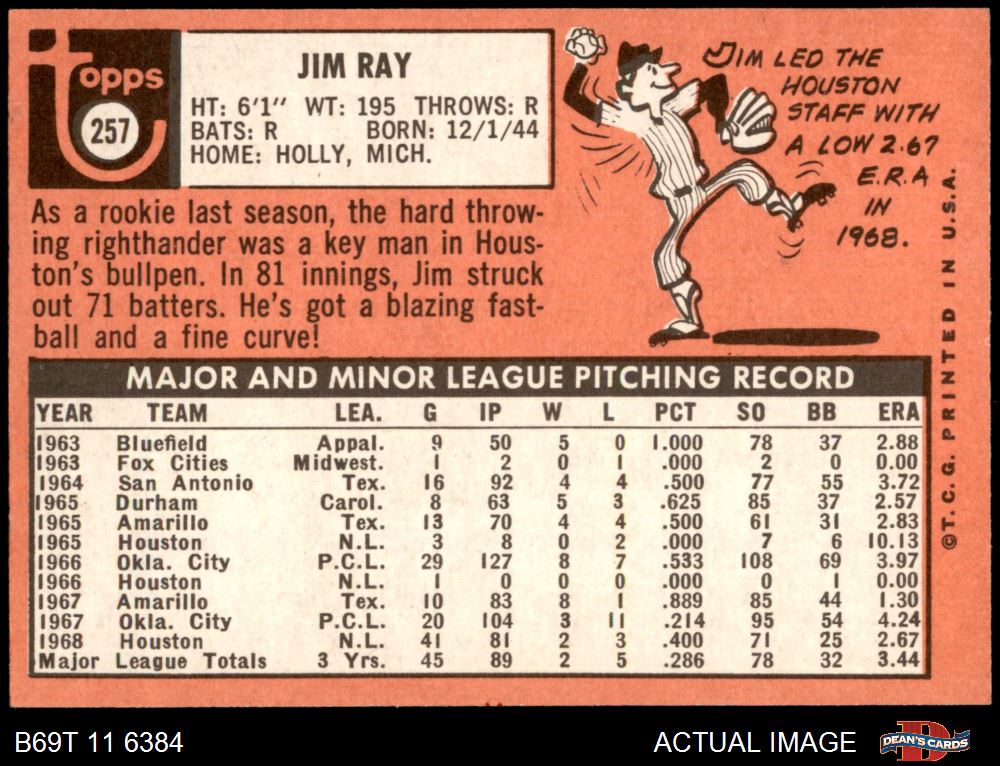 Topps
257
JIM RAY
HT: 6'1" WT: 195 THROWS: R
BATS: R BORN: 12/1/44
HOME: HOLLY, MICH.
JIM LED THE
HOUSTON
STAFF WITH
A LOW 2.67
E.R.A
IN
1968.
As a rookie last season, the hard throw-
ing righthander was a key man in Hous-
ton's bullpen. In 81 innings, Jim struck
out 71 batters. He's got a blazing fast-
ball and a fine curve!
MAJOR AND MINOR LEAGUE PITCHING RECORD
YEAR TEAM LEA. G IP W L PCT SO BB ERA
1963 Bluefield Appal. 9 50 5 0 1.000 78 37 2.88
1963 Fox Cities Midwest. 1 2 0 1 .000 2 0 0.00
1964 San Antonio Tex. 16 92 4 4 .500 77 55 3.72
1965 Durham Carol. 8 63 5 3 .625 85 37 2.57
1965 Amarillo Tex. 13 70 4 4 .500 61 31 2.83
1965 Houston N.L. 3 8 0 2 .000 7 6 10.13
1966 Okla. City P.C.L. 29 127 8 7 .533 108 69 3.97
1966 Houston N.L. 1 0 0 0 .000 0 1 0.00
1967 Amarillo Tex. 10 83 8 1 .889 85 44 1.30
1967 Okla. City P.C.L. 20 104 3 11 .214 95 54 4.24
1968 Houston N.L. 41 81 2 3 .400 71 25 2.67
Major League Totals 3 Yrs. 45 89 2 5 .286 78 32 3.44
©T.C.G. PRINTED IN U.S.A.
B69T 11 6384
ACTUAL IMAGE
D
DEAN'S CARDS